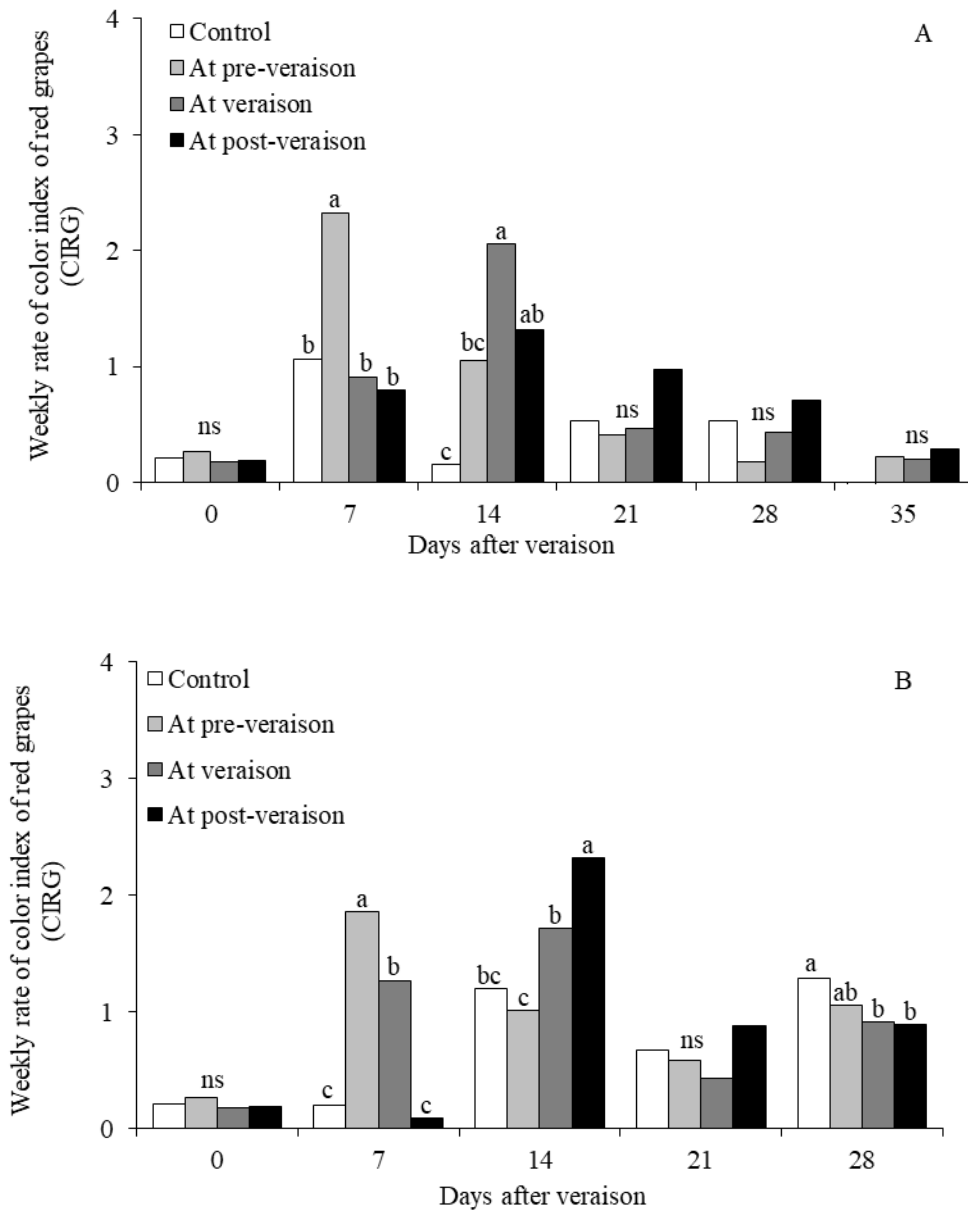 4
3
2
1
0
Weekly rate of color index of red grapes
(CIRG)
Control
At pre-veraison
At veraison
At post-veraison
A
ns
b
a
b
b
c
bc
a
ab
ns
ns
ns
0 7 14 21 28 35
Days after veraison
4
3
2
1
0
Weekly rate of color index of red grapes
(CIRG)
Control
At pre-veraison
At veraison
At post-veraison
B
ns
c
a
b
c
bc
c
b
a
ns
a
ab
b
b
0 7 14 21 28
Days after veraison